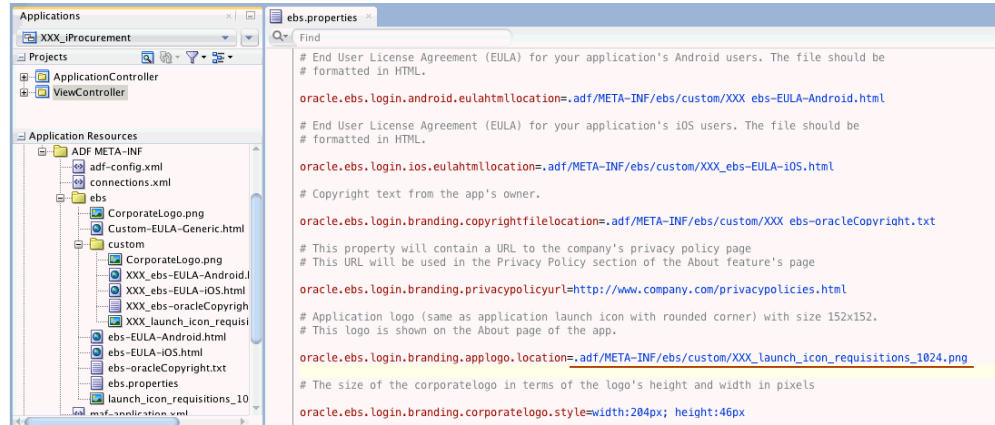 Applications
XXX_iProcurement
Projects
ApplicationController
ViewController
Application Resources
ADF META-INF
adf-config.xml
connections.xml
ebs
CorporateLogo.png
Custom-EULA-Generic.html
custom
CorporateLogo.png
XXX_ebs-EULA-Android.
XXX_ebs-EULA-iOS.html
XXX_ebs-oracleCopyrigh
XXX_launch_icon_requisi
ebs-EULA-Android.html
ebs-EULA-iOS.html
ebs-oracleCopyright.txt
ebs.properties
launch_icon_requisitions_10
maf-application.xml
ebs.properties
Find
# End User License Agreement (EULA) for your application's Android users. The file should be
# formatted in HTML.
oracle.ebs.login.android.eulahtmllocation=.adf/META-INF/ebs/custom/XXX ebs-EULA-Android.html
# End User License Agreement (EULA) for your application's iOS users. The file should be
# formatted in HTML.
oracle.ebs.login.ios.eulahtmllocation=.adf/META-INF/ebs/custom/XXX_ebs-EULA-iOS.html
# Copyright text from the app's owner.
oracle.ebs.login.branding.copyrightfilelocation=.adf/META-INF/ebs/custom/XXX ebs-oracleCopyright.txt
# This property will contain a URL to the company's privacy policy page
# This URL will be used in the Privacy Policy section of the About feature's page
oracle.ebs.login.branding.privacypolicyurl=http://www.company.com/privacypolicies.html
# Application logo (same as application launch icon with rounded corner) with size 152x152.
# This logo is shown on the About page of the app.
oracle.ebs.login.branding.applogo.location=.adf/META-INF/ebs/custom/XXX_launch_icon_requisitions_1024.png
# The size of the corporatelogo in terms of the logo's height and width in pixels
oracle.ebs.login.branding.corporatelogo.style=width:204px; height:46px